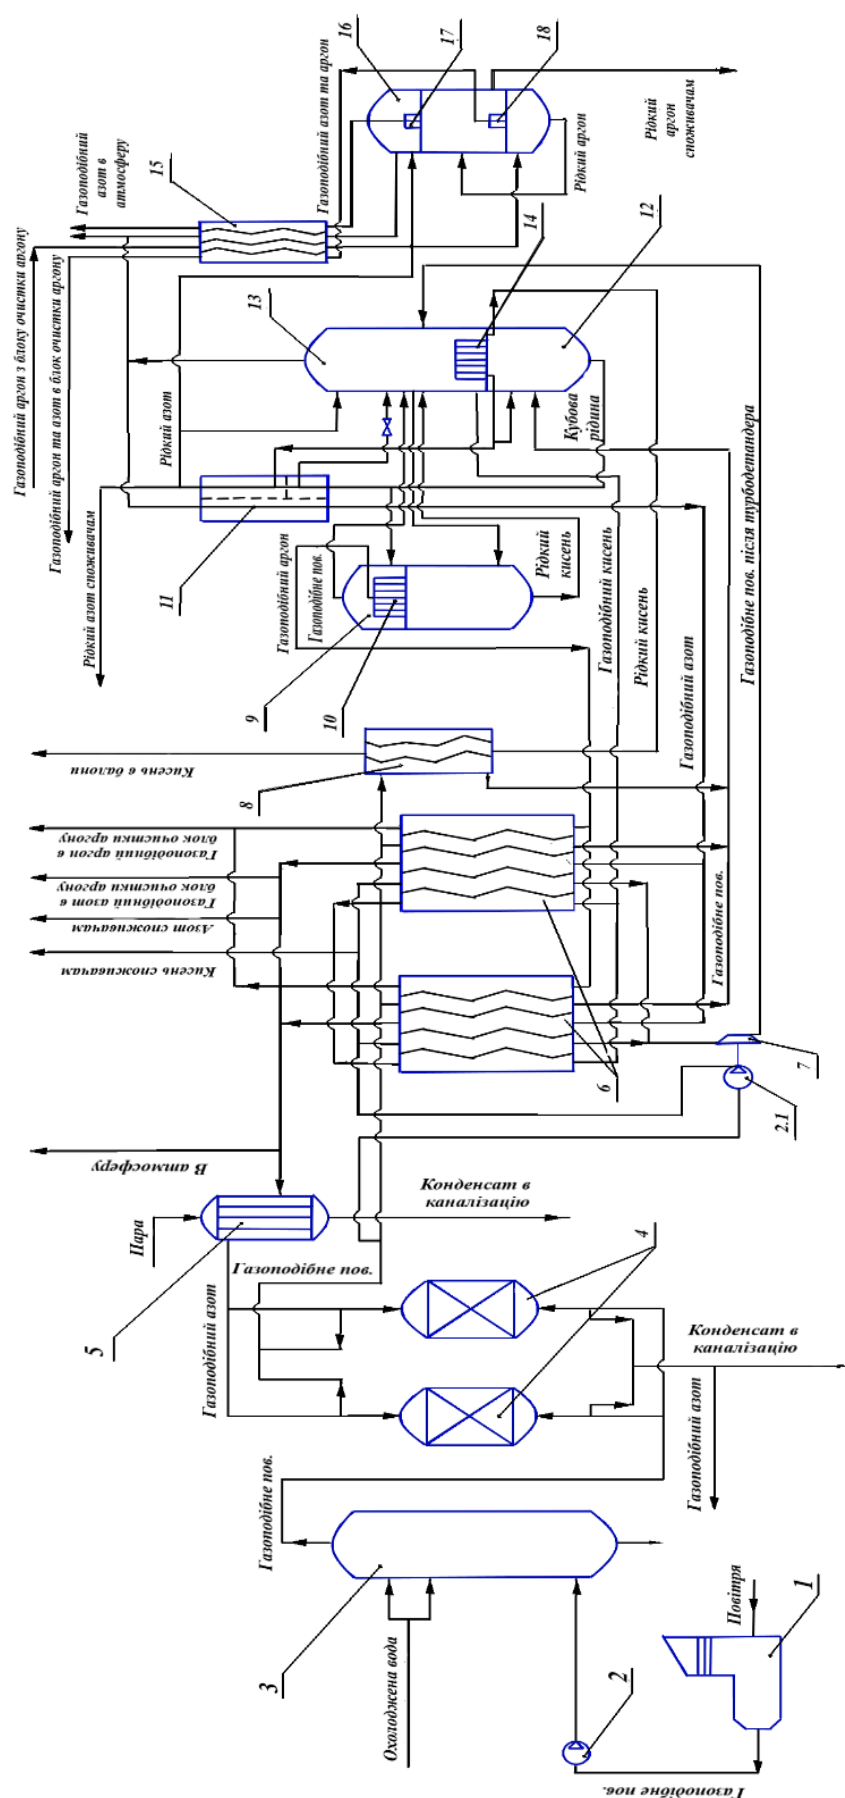 16
17
18
Газоподібний азот та аргон
Рідкий аргон
Рідкий
аргон
споживачам
Газоподібний
азот в
атмосферу
15
14
12
13
Газоподібний аргон з блоку очистки аргону
Газоподібний аргон та азот в блок очистки аргону
Рідкий азот
Кубова
рідина
11
Рідкий азот споживачам
Газоподібний аргон
Газоподібне пов.
Рідкий
кисень
9
10
Газоподібний кисень
Рідкий кисень
Газоподібний азот
Газоподібне пов. після турбодетандера
8
Кисень в балони
Газоподібний аргон в
блок очистки аргону
Газоподібний азот в
блок очистки аргону
Азот споживачам
Кисень споживачам
Газоподібне пов.
6
7
2.1
В атмосферу
Пара
5
Конденсат в
каналізацію
Газоподібне пов.
Газоподібний азот
4
Конденсат в
каналізацію
Газоподібний азот
Газоподібне пов.
3
Охолоджена вода
2
Повітря
1
Газоподібне пов.